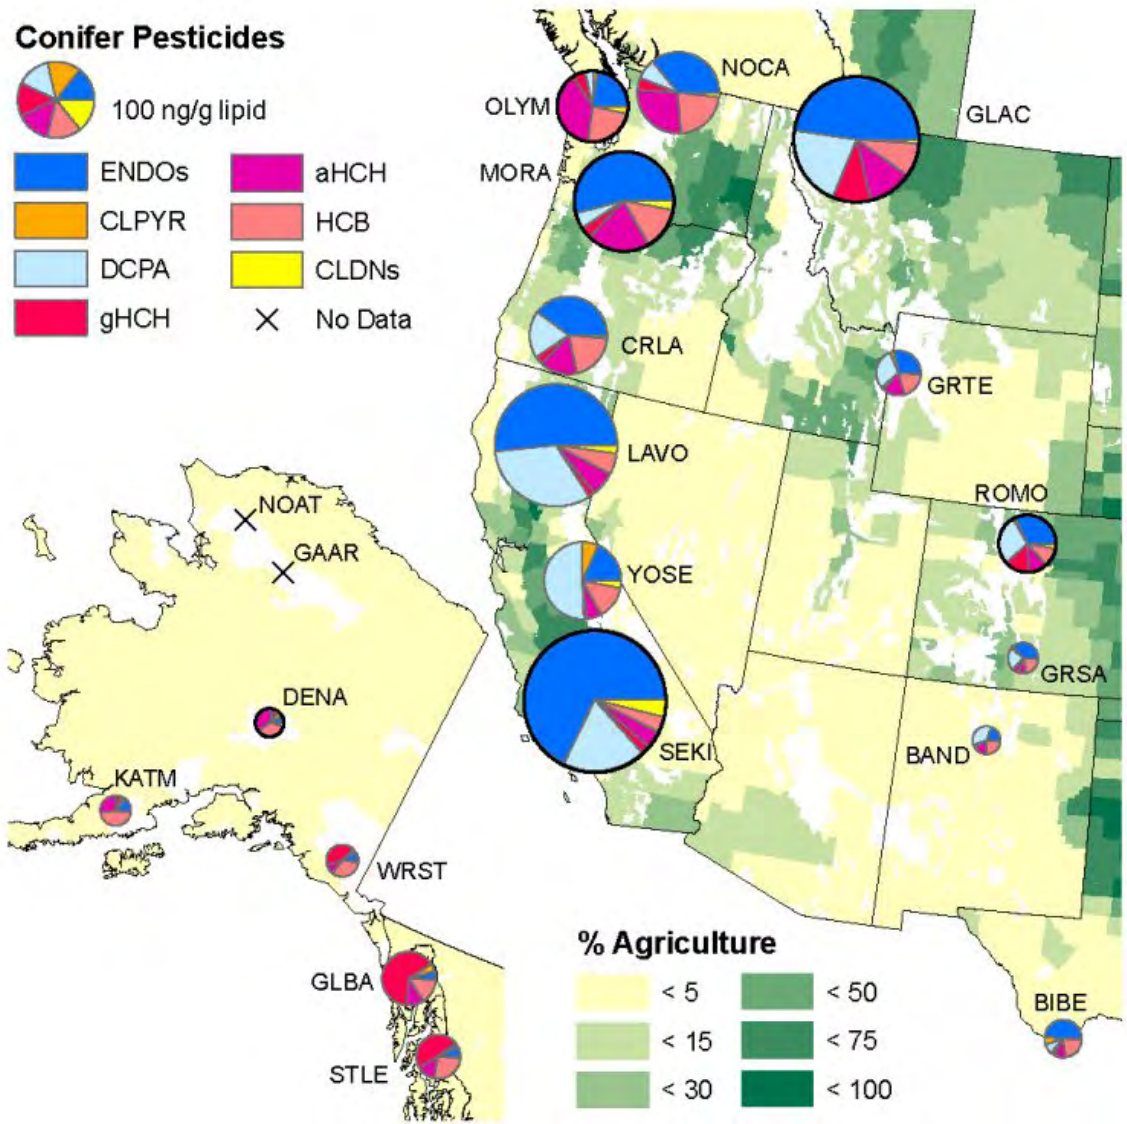 Conifer Pesticides
100 ng/g lipid
ENDOs
aHCH
CLPYR
HCB
DCPA
CLDNs
gHCH
No Data
NOCA
OLYM
GLAC
MORA
CRLA
GRTE
LAVO
ROMO
NOAT
GAAR
YOSE
GRSA
DENA
SEKI
BAND
KATM
WRST
GLBA
STLE
BIBE
% Agriculture
< 5
< 50
< 15
< 75
< 30
< 100